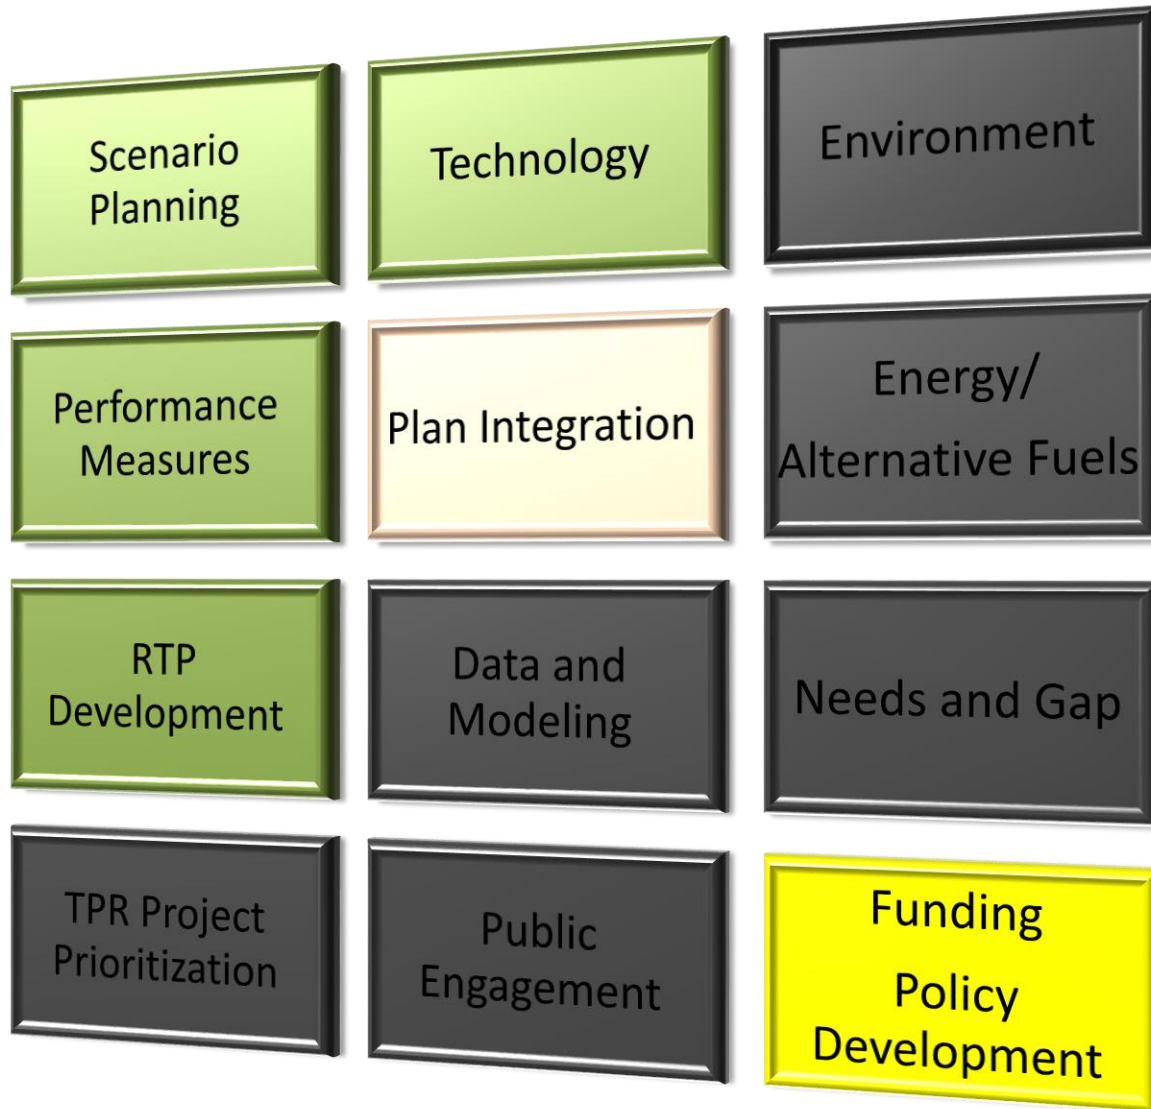 Scenario
Planning
Technology
Environment
Performance
Measures
Plan Integration
Energy/
Alternative Fuels
RTP
Development
Data and
Modeling
Needs and Gap
TPR Project
Prioritization
Public
Engagement
Funding
Policy
Development